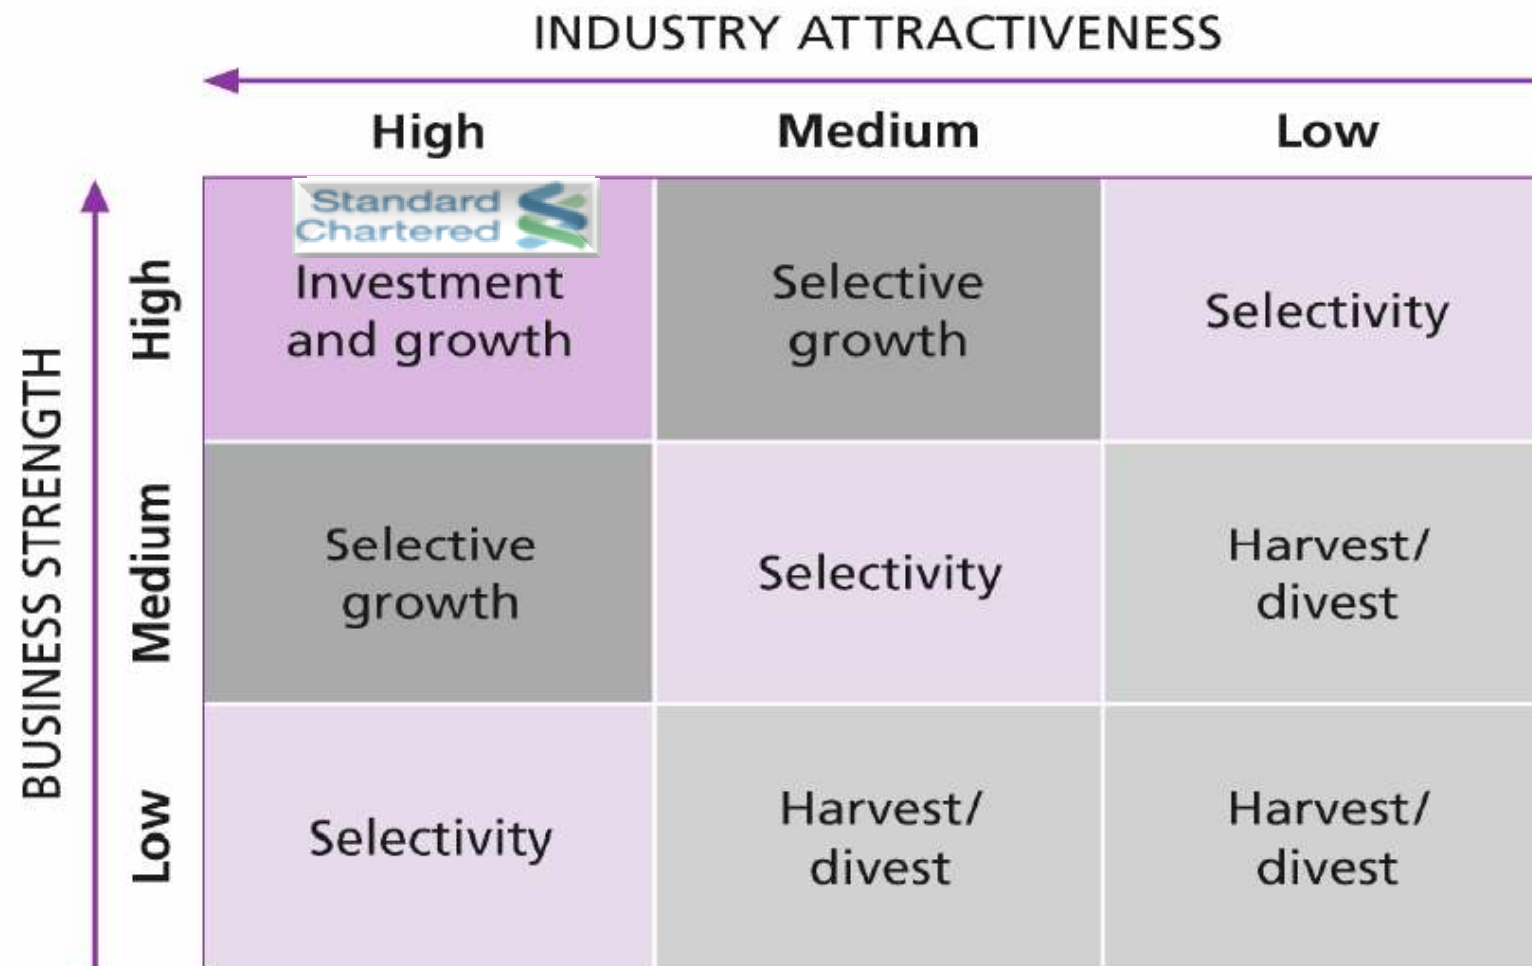 INDUSTRY ATTRACTIVENESS
High
Medium
Low
BUSINESS STRENGTH
High
Standard
Chartered
Investment
and growth
Selective
growth
Selectivity
Medium
Selective
growth
Selectivity
Harvest/
divest
Low
Selectivity
Harvest/
divest
Harvest/
divest